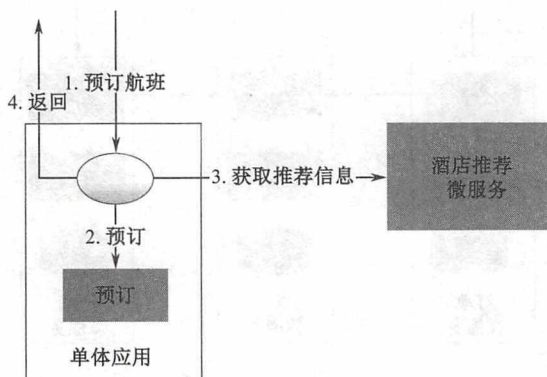 1. 预订航班
4. 返回
3. 获取推荐信息
酒店推荐
微服务
2. 预订
预订
单体应用